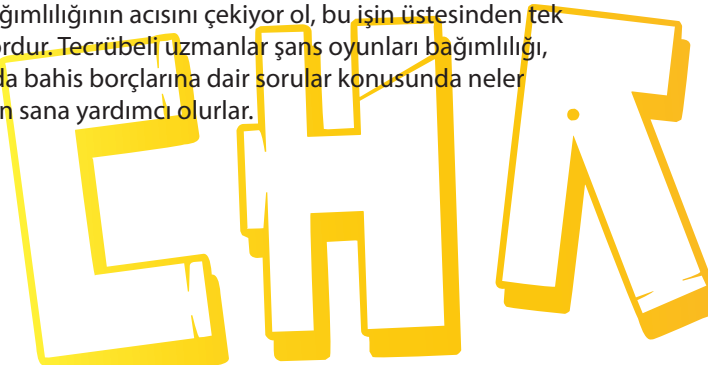 ğımlılığının acısını çekiyor ol, bu işin üstesinden tek
ordur. Tecrübeli uzmanlar şans oyunları bağımlılığı,
da bahis borçlarına dair sorular konusunda neler
n sana yardımcı olurlar.
CHA